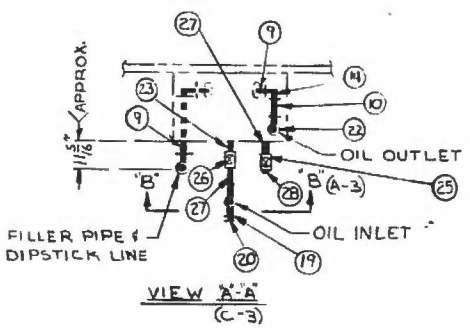 27
9
14
10
22
OIL OUTLET
23
APPROX.
9
26
27
28
"B" (A-3)
25
"B"
FILLER PIPE &
DIPSTICK LINE
OIL INLET
20
19
VIEW "A"-"A"
(C-3)